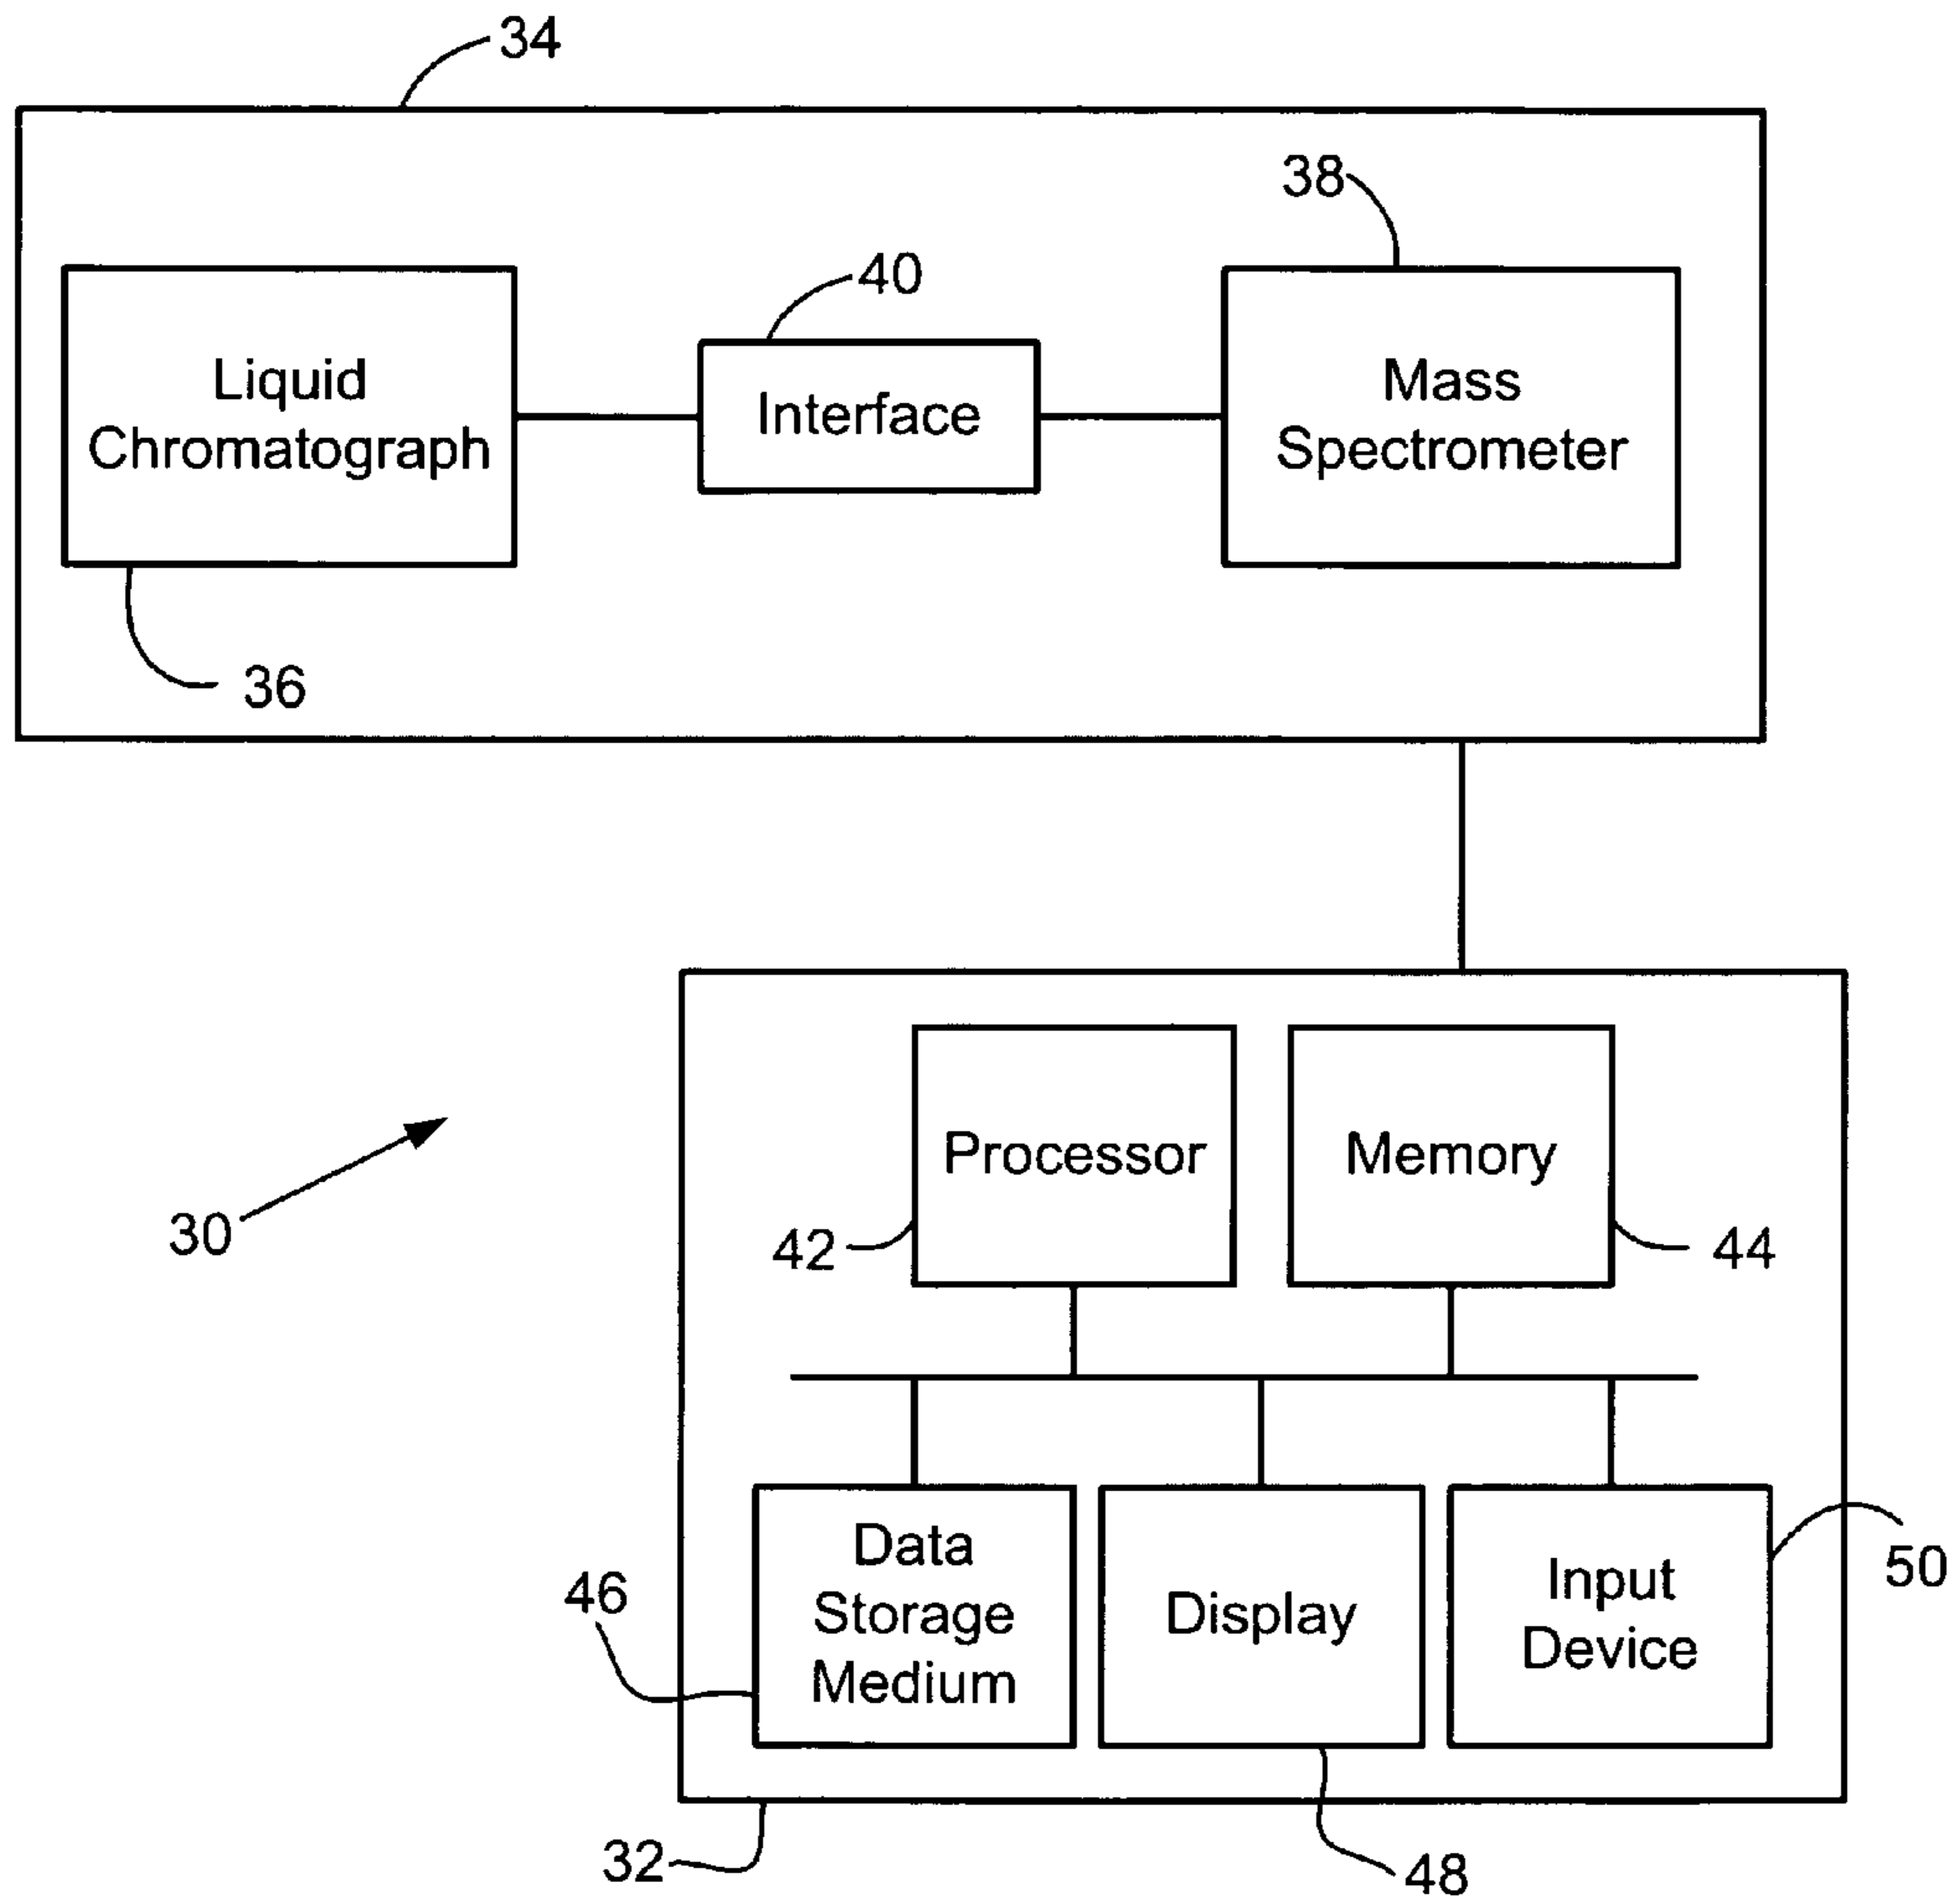 34
38
40
Liquid
Chromatograph
Interface
Mass
Spectrometer
36
Processor
Memory
30
42
44
Data
Storage
Medium
Display
Input
Device
46
50
32
48